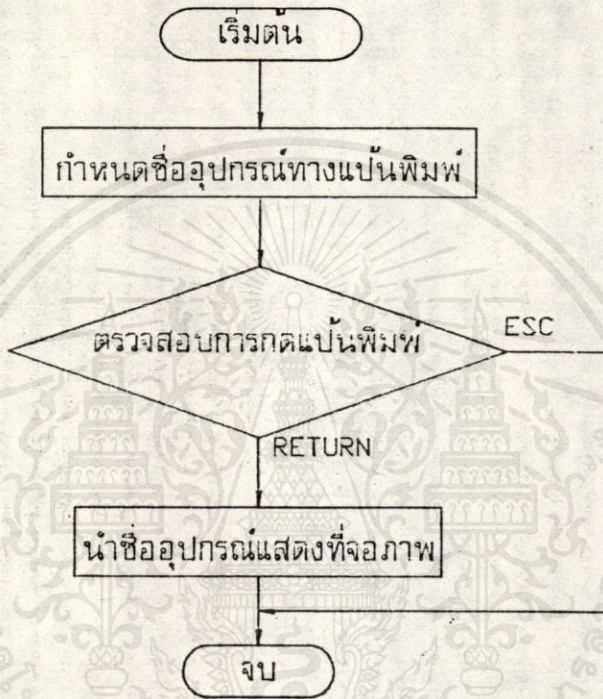 เริ่มต้น
กำหนดชื่ออุปกรณ์ทางแป้นพิมพ์
ตรวจสอบการกดแป้นพิมพ์
ESC
RETURN
นำชื่ออุปกรณ์แสดงที่จอภาพ
จบ